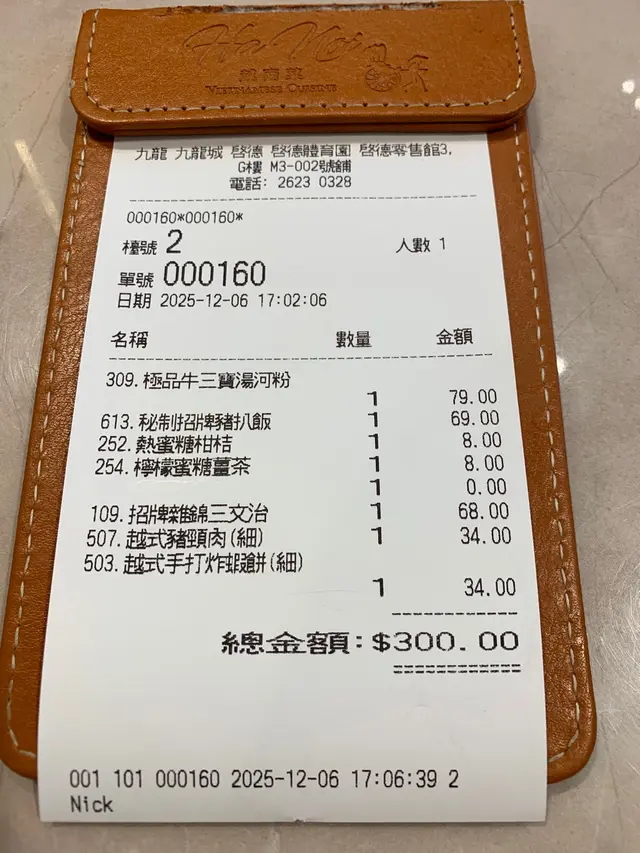 Ha Noi
越南菜
VIETNAMESE CUISINE
九龍 九龍城 啓德 啓德體育園 啓德零售館3,
G樓 M3-002號舖
電話: 2623 0328
000160*000160*
檯號 2 人數 1
單號 000160
日期 2025-12-06 17:02:06
名稱 數量 金額
309. 極品牛三寶湯河粉
1 79.00
613. 秘制招牌豬扒飯 1 69.00
252. 熱蜜糖柑桔 1 8.00
254. 檸檬蜜糖薑茶 1 8.00
1 0.00
109. 招牌雜錦三文治 1 68.00
507. 越式豬頸肉(細) 1 34.00
503. 越式手打炸蝦餅(細)
1 34.00
總金額: $300.00
001 101 000160 2025-12-06 17:06:39 2
Nick